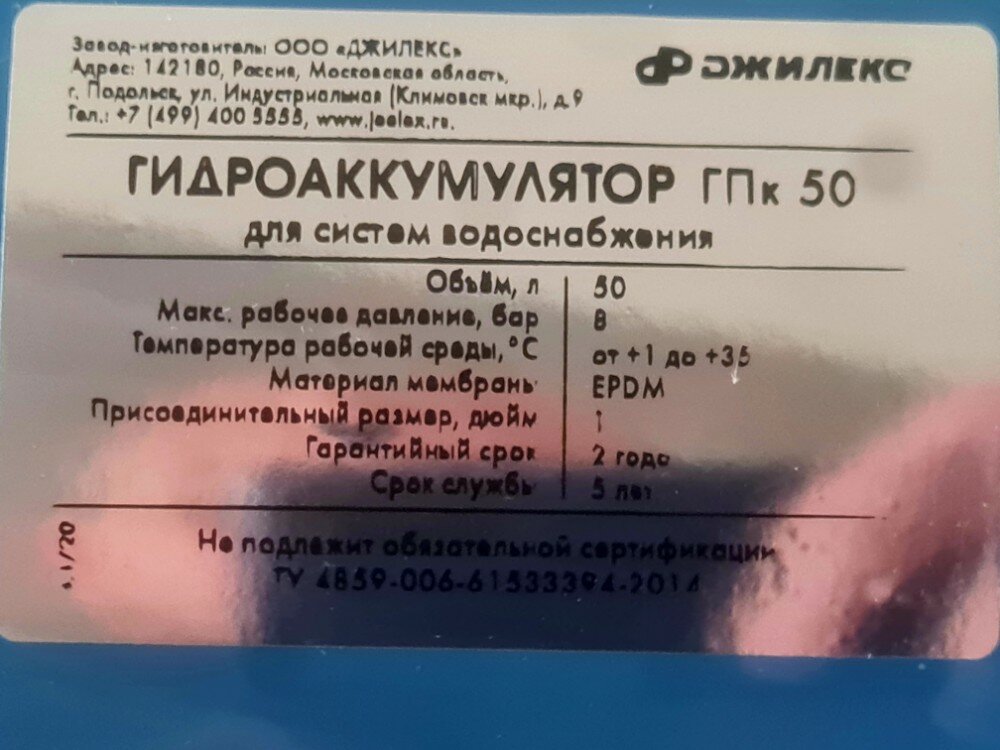 Завод-изготовитель: ООО «ДЖИЛЕКС»
Адрес: 142180, Россия, Московская область,
г. Подольск, ул. Индустриальная (Климовск мкр.), д.9
Тел.: +7 (499) 400 5555, www.jeelex.ru.
ДЖИЛЕКС
ГИДРОАККУМУЛЯТОР ГПк 50
для систем водоснабжения
Объём, л 50
Макс. рабочее давление, бар 8
Температура рабочей среды, °С от +1 до +35
Материал мембраны EPDM
Присоединительный размер, дюйм 1
Гарантийный срок 2 года
Срок службы 5 лет
Не подлежит обязательной сертификации
ТУ 4859-006-61533394-2014